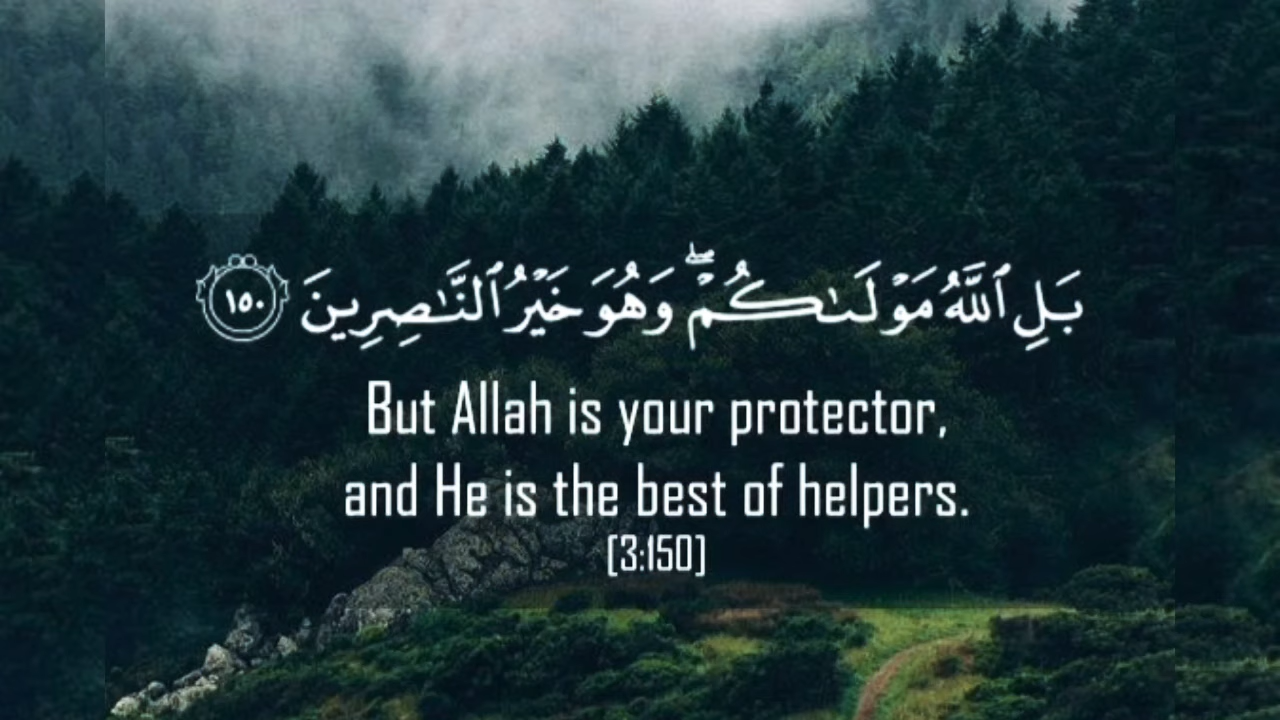 بَلِ ٱللَّهُ مَوْلَىٰكُمْ ۖ وَهُوَ خَيْرُ ٱلنَّـٰصِرِينَ ١٥٠
But Allah is your protector,
and He is the best of helpers.
[3:150]